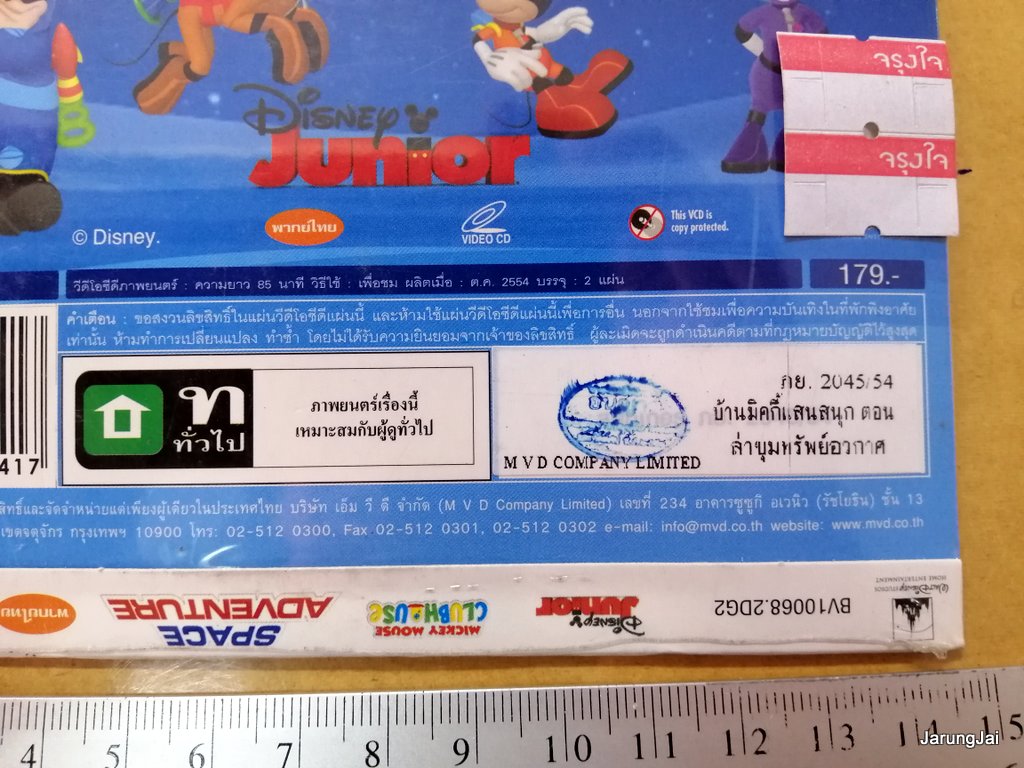 จรุงใจ
จรุงใจ
Disney
Junior
© Disney.
พากย์ไทย
VIDEO CD
This VCD is
copy protected.
วีดีโอซีดีภาพยนตร์ : ความยาว 85 นาที วิธีใช้ : เพื่อชม ผลิตเมื่อ : ต.ค. 2554 บรรจุ : 2 แผ่น
179.-
คำเตือน : ขอสงวนลิขสิทธิ์ในแผ่นวีดีโอซีดีแผ่นนี้ และห้ามใช้แผ่นวีดีโอซีดีแผ่นนี้เพื่อการอื่น นอกจากใช้ชมเพื่อความบันเทิงในที่พักพิงอาศัย
เท่านั้น ห้ามทำการเปลี่ยนแปลง ทำซ้ำ โดยไม่ได้รับความยินยอมจากเจ้าของลิขสิทธิ์ ผู้ละเมิดจะถูกดำเนินคดีตามที่กฎหมายบัญญัติไว้สูงสุด
ท
ทั่วไป
ภาพยนตร์เรื่องนี้
เหมาะสมกับผู้ดูทั่วไป
ภย. 2045/54
บ้านมิคกี้แสนสนุก ตอน
ล่าขุมทรัพย์อวกาศ
M V D COMPANY LIMITED
417
สิทธิ์และจัดจำหน่ายแต่เพียงผู้เดียวในประเทศไทย บริษัท เอ็ม วี ดี จำกัด (M V D Company Limited) เลขที่ 234 อาคารซูซูกิ อเวนิว (รัชโยธิน) ชั้น 13
เขตจตุจักร กรุงเทพฯ 10900 โทร: 02-512 0300, Fax 02-512 0301, 02-512 0302 e-mail: info@mvd.co.th website: www.mvd.co.th
พากย์ไทย
SPACE
ADVENTURE
MICKEY MOUSE
CLUBHOUSE
Disney
Junior
BV10068.2DG2
WALT DISNEY STUDIOS
HOME ENTERTAINMENT
4 5 6 7 8 9 10 11 12 13 14 15
JarungJai